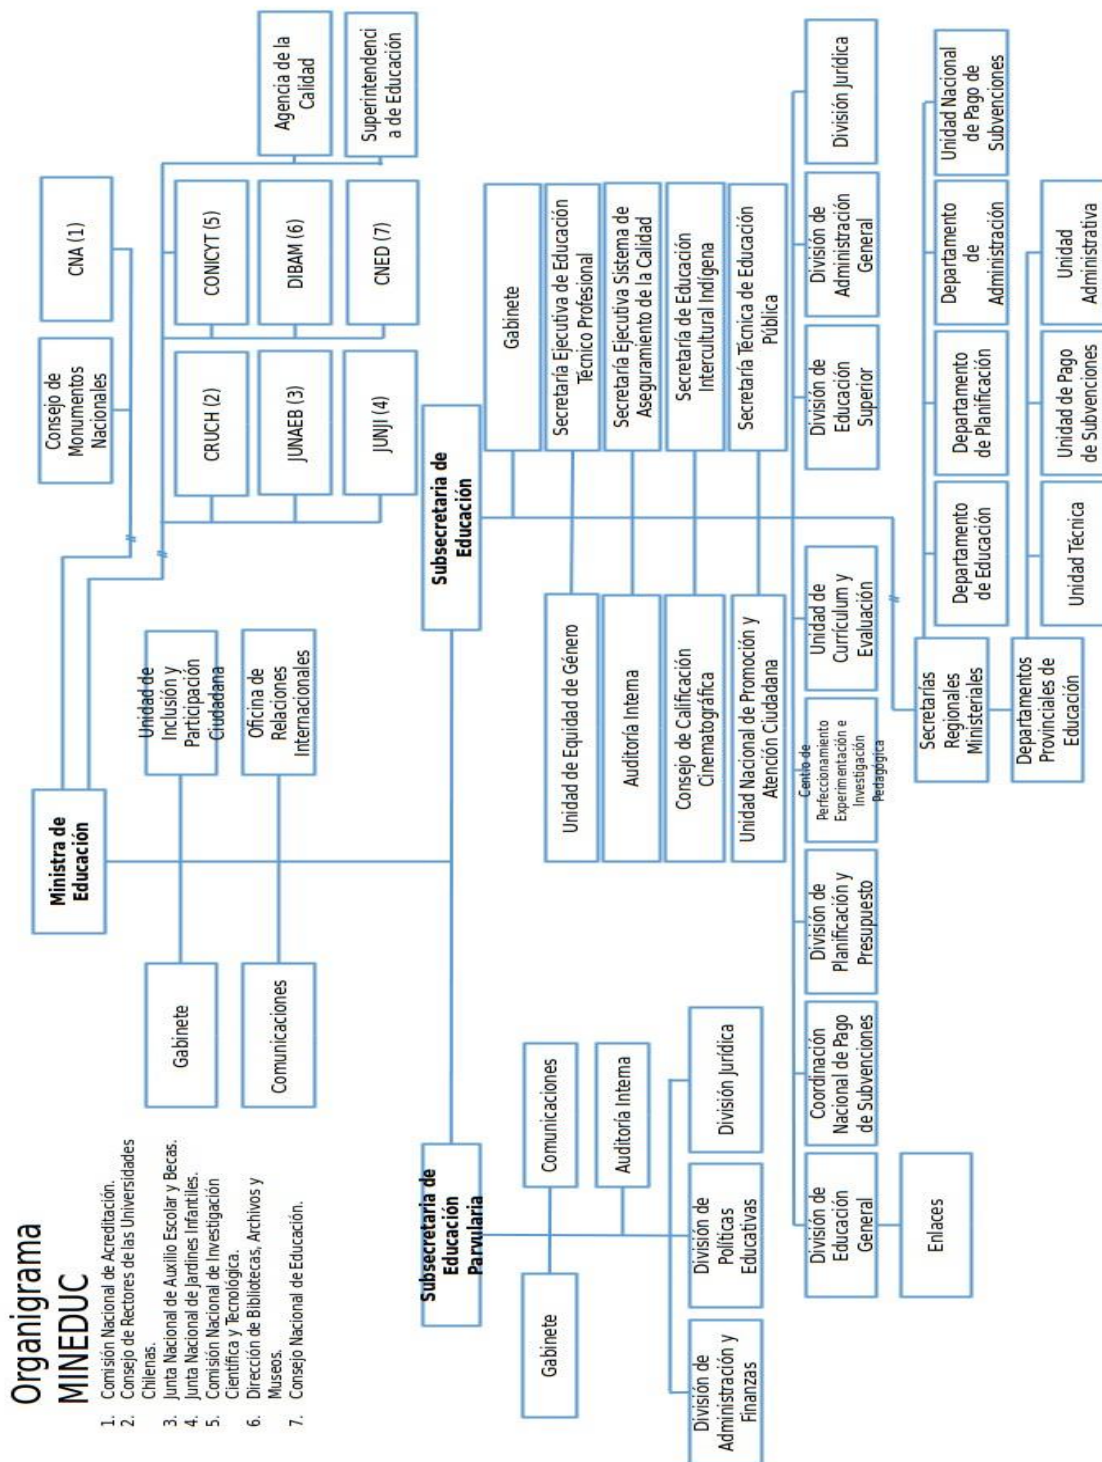 Organigrama
MINEDUC
1. Comisión Nacional de Acreditación.
2. Consejo de Rectores de las Universidades
Chilenas.
3. Junta Nacional de Auxilio Escolar y Becas.
4. Junta Nacional de Jardines Infantiles.
5. Comisión Nacional de Investigación
Científica y Tecnológica.
6. Dirección de Bibliotecas, Archivos y
Museos.
7. Consejo Nacional de Educación.
Ministra de
Educación
Consejo de
Monumentos
Nacionales
CNA (1)
Gabinete
Unidad de
Inclusión y
Participación
Ciudadana
Comunicaciones
Oficina de
Relaciones
Internacionales
CRUCH (2)
CONICYT (5)
JUNAEB (3)
DIBAM (6)
Agencia de la
Calidad
JUNJI (4)
CNED (7)
Superintendenci
a de Educación
Subsecretaria de
Educación
Parvularia
Subsecretaria de
Educación
Gabinete
Comunicaciones
Auditoría Interna
División de
Administración y
Finanzas
División de
Políticas
Educativas
División Jurídica
Gabinete
Unidad de Equidad de Género
Secretaría Ejecutiva de Educación
Técnico Profesional
Auditoría Interna
Secretaría Ejecutiva Sistema de
Aseguramiento de la Calidad
Consejo de Calificación
Cinematográfica
Secretaría de Educación
Intercultural Indígena
Unidad Nacional de Promoción y
Atención Ciudadana
Secretaría Técnica de Educación
Pública
División de
Educación
General
Coordinación
Nacional de Pago
de Subvenciones
División de
Planificación y
Presupuesto
Centro de
Perfeccionamiento
Experimentación e
Investigación
Pedagógica
Unidad de
Currículum y
Evaluación
División de
Educación
Superior
División de
Administración
General
División Jurídica
Enlaces
Secretarías
Regionales
Ministeriales
Departamento
de Educación
Departamento
de Planificación
Departamento
de
Administración
Unidad Nacional
de Pago de
Subvenciones
Departamentos
Provinciales de
Educación
Unidad Técnica
Unidad de Pago
de Subvenciones
Unidad
Administrativa